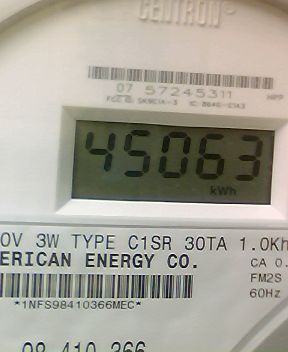 CENTRON®
07 57245311
45063
kWh
0V 3W TYPE C1SR 30TA 1.0Kh
ERICAN ENERGY CO.
CA 0.
FM2S
60Hz
*1NFS98410366MEC*
98 410 366